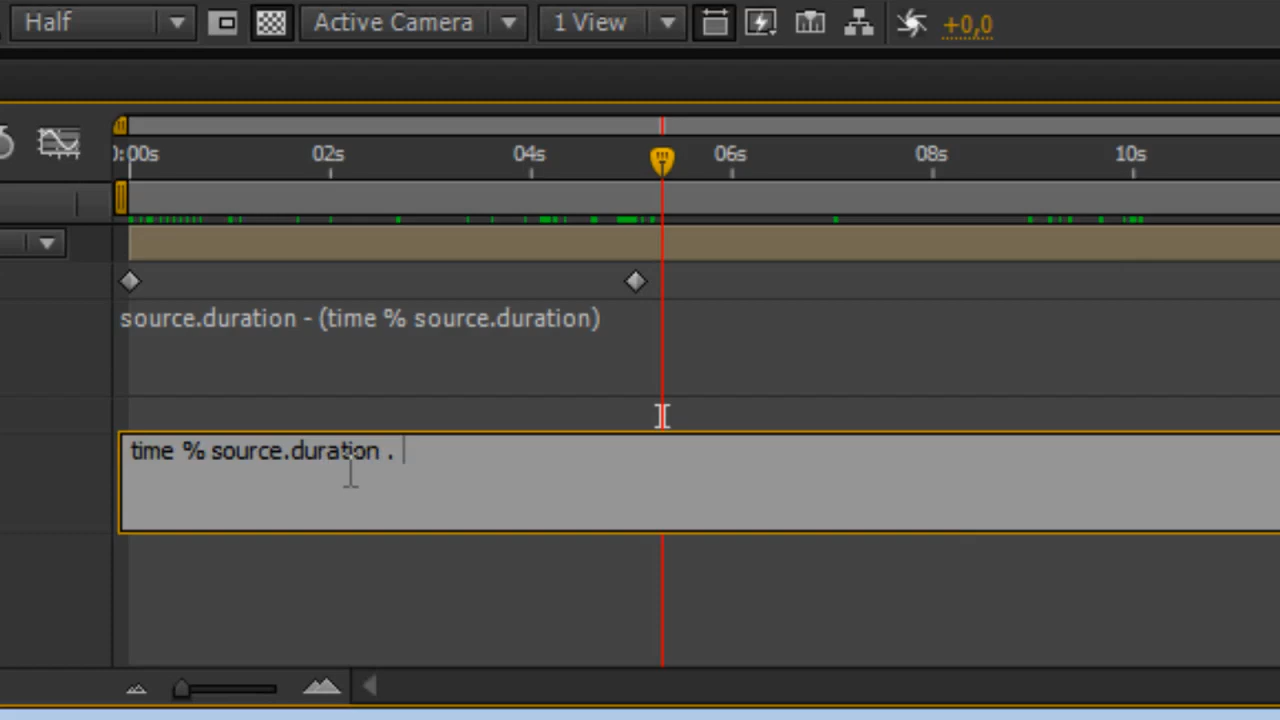 Half Active Camera 1 View +0,0
0:00s 02s 04s 06s 08s 10s
source.duration - (time % source.duration)
time % source.duration .